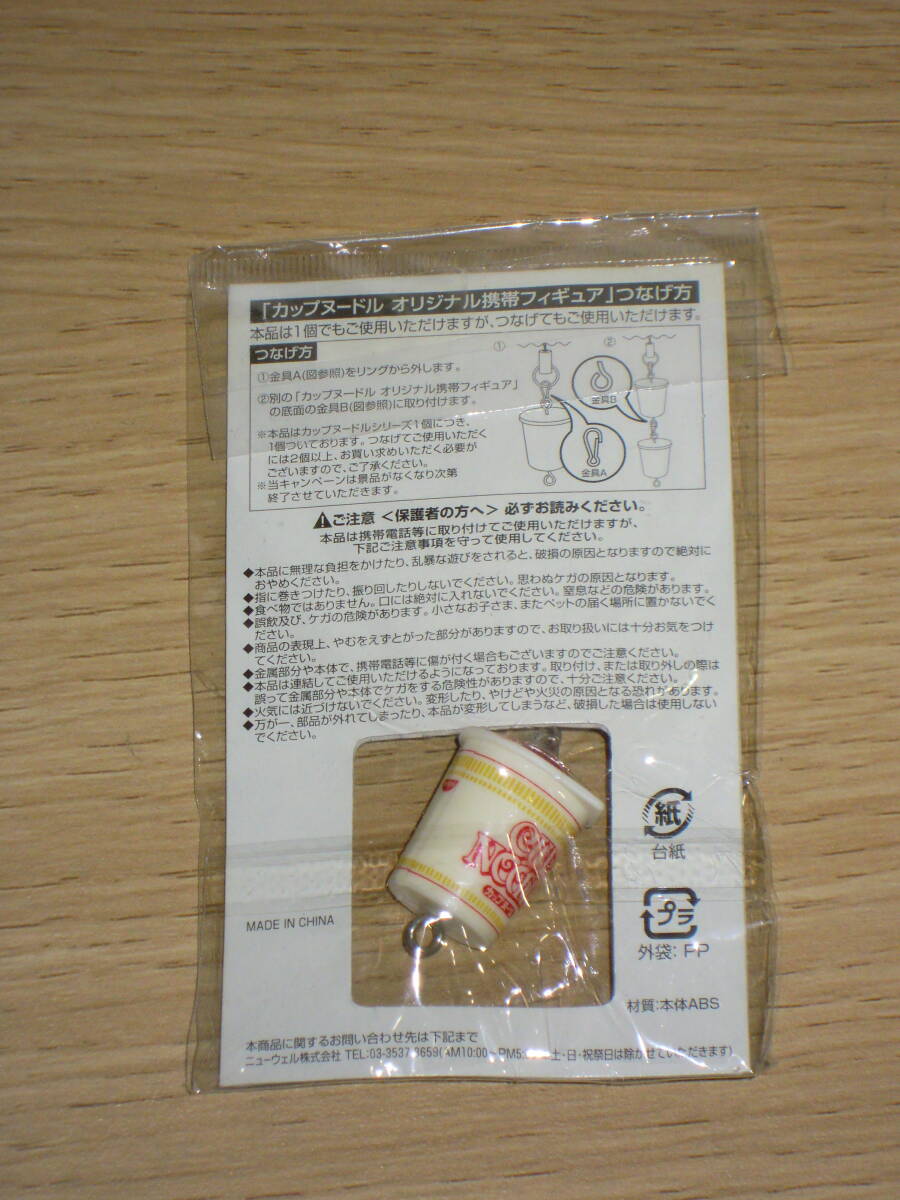 「カップヌードル オリジナル携帯フィギュア」つなげ方
本品は1個でもご使用いただけますが、つなげてもご使用いただけます。
つなげ方
①金具A(図参照)をリングから外します。
②別の「カップヌードル オリジナル携帯フィギュア」
の底面の金具B(図参照)に取り付けます。
※本品はカップヌードルシリーズ1個につき、
1個ついております。つなげてご使用いただく
には2個以上、お買い求めいただく必要が
ございますので、ご了承ください。
※当キャンペーンは景品がなくなり次第
終了させていただきます。
①
②
金具B
金具A
ご注意 <保護者の方へ> 必ずお読みください。
本品は携帯電話等に取り付けてご使用いただけますが、
下記ご注意事項を守って使用してください。
◆本品に無理な負担をかけたり、乱暴な遊びをされると、破損の原因となりますので絶対に
おやめください。
◆指に巻きつけたり、振り回したりしないでください。思わぬケガの原因となります。
◆食べ物ではありません。口には絶対に入れないでください。窒息などの危険があります。
◆誤飲及び、ケガの危険があります。小さなお子さま、またペットの届く場所に置かないでく
ださい。
◆商品の表現上、やむをえずとがった部分がありますので、お取り扱いには十分お気をつけ
てください。
◆金属部分や本体で、携帯電話等に傷が付く場合もございますのでご注意ください。
◆本品は連結してご使用いただけるようになっております。取り付け、または取り外しの際は
誤って金属部分や本体でケガをする危険性がありますので、十分ご注意ください。
◆火気には近づけないでください。変形したり、やけどや火災の原因となる恐れがあります。
◆万が一、部品が外れてしまったり、本品が変形してしまうなど、破損した場合は使用しない
でください。
紙
台紙
プラ
外袋: PP
MADE IN CHINA
材質:本体ABS
本商品に関するお問い合わせ先は下記まで
ニューウェル株式会社 TEL:03-3537-3659(AM10:00~PM5: 土・日・祝祭日は除かせていただきます)